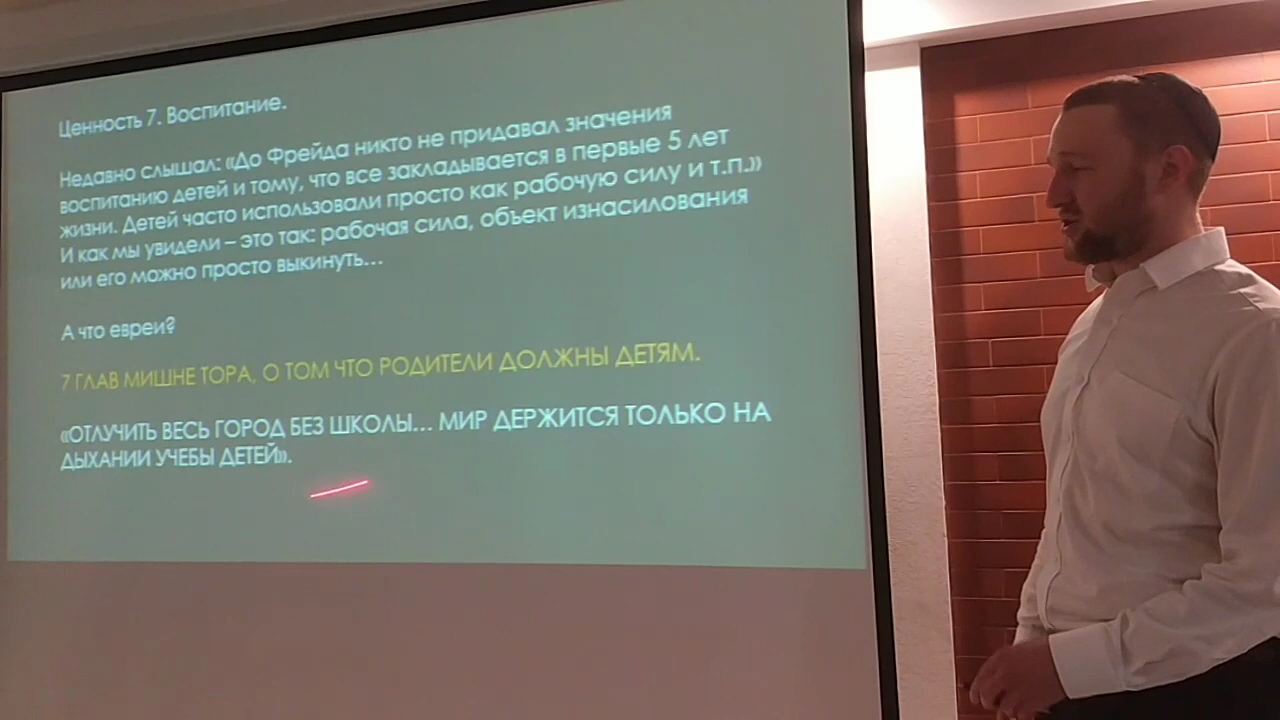 Ценность 7. Воспитание.
Недавно слышал: «До Фрейда никто не придавал значения
воспитанию детей и тому, что все закладывается в первые 5 лет
жизни. Детей часто использовали просто как рабочую силу и т.п.»
И как мы увидели – это так: рабочая сила, объект изнасилования
или его можно просто выкинуть...
А что евреи?
7 ГЛАВ МИШНЕ ТОРА, О ТОМ ЧТО РОДИТЕЛИ ДОЛЖНЫ ДЕТЯМ.
«ОТЛУЧИТЬ ВЕСЬ ГОРОД БЕЗ ШКОЛЫ... МИР ДЕРЖИТСЯ ТОЛЬКО НА
ДЫХАНИИ УЧЕБЫ ДЕТЕЙ».